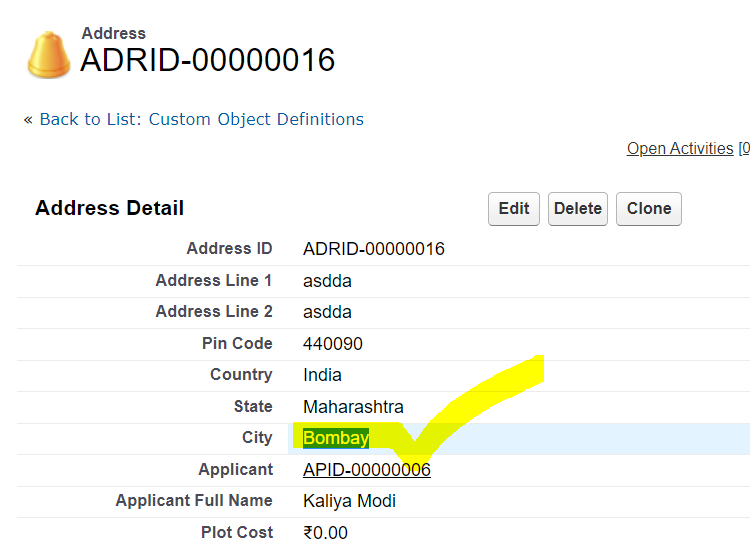 Address
ADRID-00000016
« Back to List: Custom Object Definitions
Open Activities [0
Address Detail Edit Delete Clone
Address ID ADRID-00000016
Address Line 1 asdda
Address Line 2 asdda
Pin Code 440090
Country India
State Maharashtra
City Bombay
Applicant APID-00000006
Applicant Full Name Kaliya Modi
Plot Cost ₹0.00